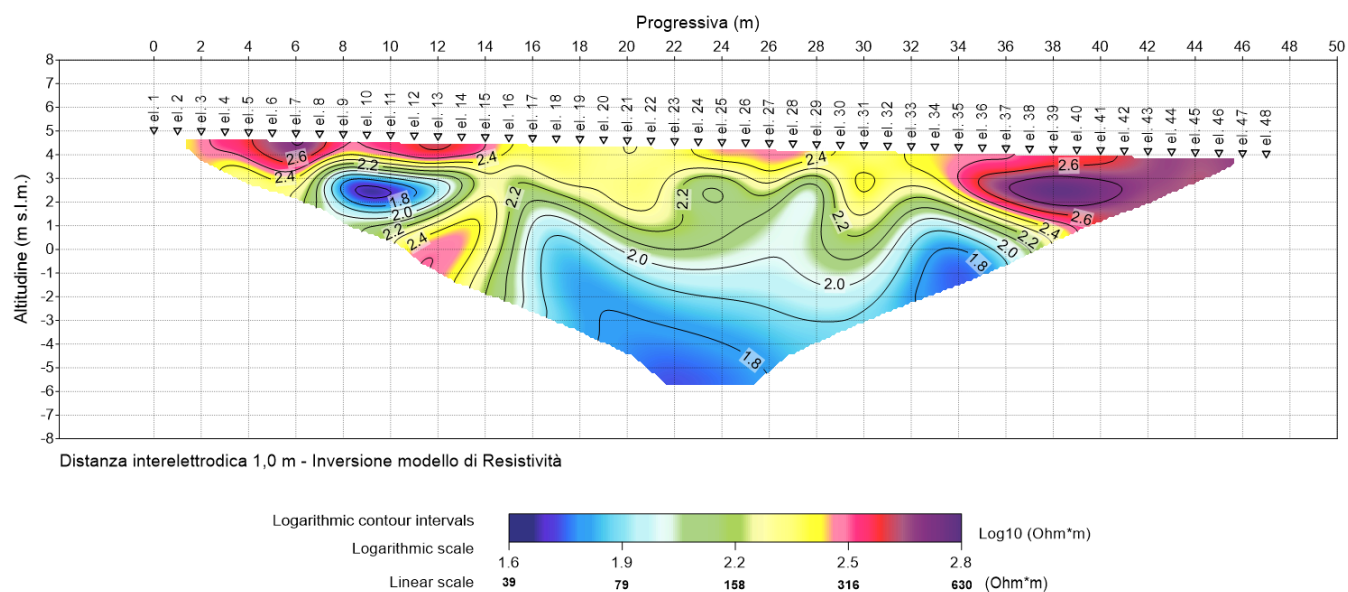 Progressiva (m)
0 2 4 6 8 10 12 14 16 18 20 22 24 26 28 30 32 34 36 38 40 42 44 46 48 50
el. 1 el. 2 el. 3 el. 4 el. 5 el. 6 el. 7 el. 8 el. 9 el. 10 el. 11 el. 12 el. 13 el. 14 el. 15 el. 16 el. 17 el. 18 el. 19 el. 20 el. 21 el. 22 el. 23 el. 24 el. 25 el. 26 el. 27 el. 28 el. 29 el. 30 el. 31 el. 32 el. 33 el. 34 el. 35 el. 36 el. 37 el. 38 el. 39 el. 40 el. 41 el. 42 el. 43 el. 44 el. 45 el. 46 el. 47 el. 48
Altitudine (m s.l.m.)
8
7
6
5
4
3
2
1
0
-1
-2
-3
-4
-5
-6
-7
-8
2.6 2.2 2.4 2.4 2.6
2.4 1.8 2.2 2.2
2.0 2.2 2.6
2.2 2.4 2.4 2.2
2.0 2.0 2.0 1.8
1.8
Distanza interelettrodica 1,0 m - Inversione modello di Resistività
Logarithmic contour intervals
Log10 (Ohm*m)
Logarithmic scale
1.6 1.9 2.2 2.5 2.8
Linear scale 39 79 158 316 630 (Ohm*m)